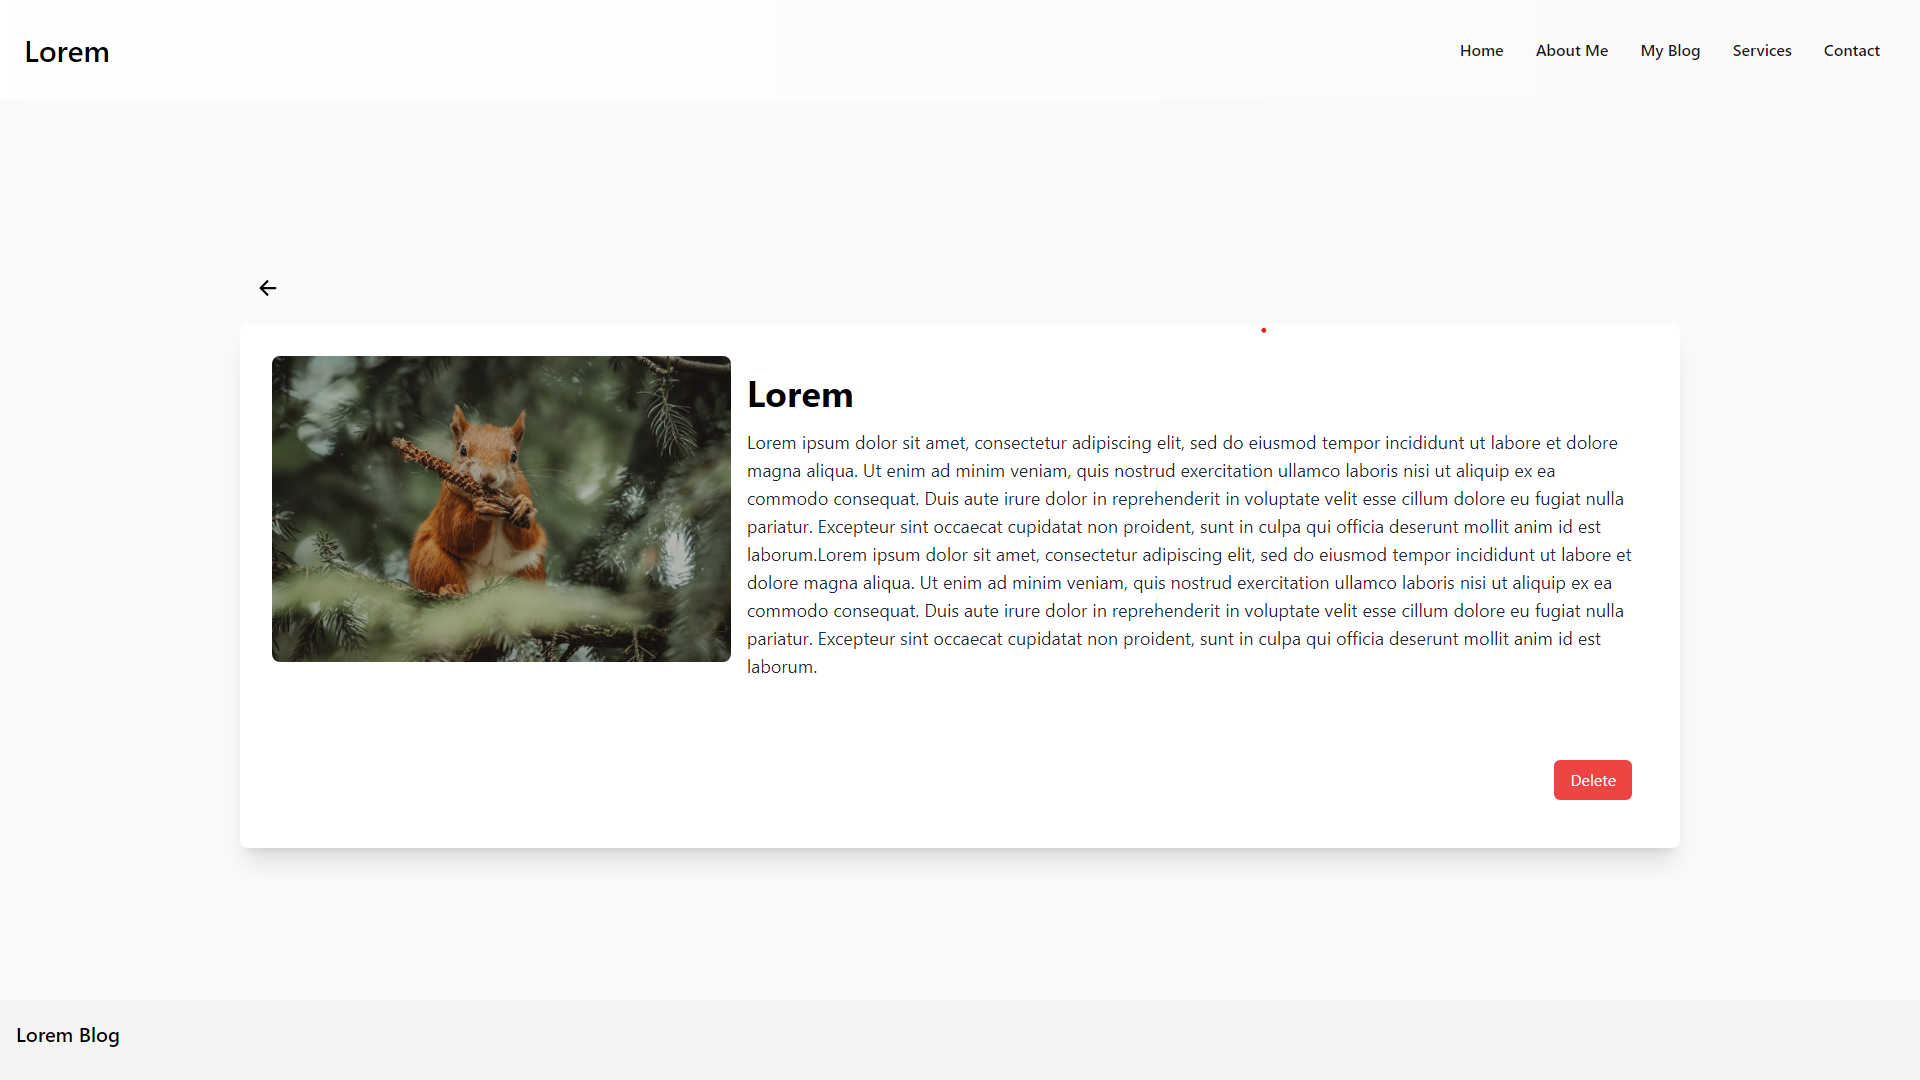 Lorem
Home
About Me
My Blog
Services
Contact
Lorem
Lorem ipsum dolor sit amet, consectetur adipiscing elit, sed do eiusmod tempor incididunt ut labore et dolore
magna aliqua. Ut enim ad minim veniam, quis nostrud exercitation ullamco laboris nisi ut aliquip ex ea
commodo consequat. Duis aute irure dolor in reprehenderit in voluptate velit esse cillum dolore eu fugiat nulla
pariatur. Excepteur sint occaecat cupidatat non proident, sunt in culpa qui officia deserunt mollit anim id est
laborum.Lorem ipsum dolor sit amet, consectetur adipiscing elit, sed do eiusmod tempor incididunt ut labore et
dolore magna aliqua. Ut enim ad minim veniam, quis nostrud exercitation ullamco laboris nisi ut aliquip ex ea
commodo consequat. Duis aute irure dolor in reprehenderit in voluptate velit esse cillum dolore eu fugiat nulla
pariatur. Excepteur sint occaecat cupidatat non proident, sunt in culpa qui officia deserunt mollit anim id est
laborum.
Delete
Lorem Blog